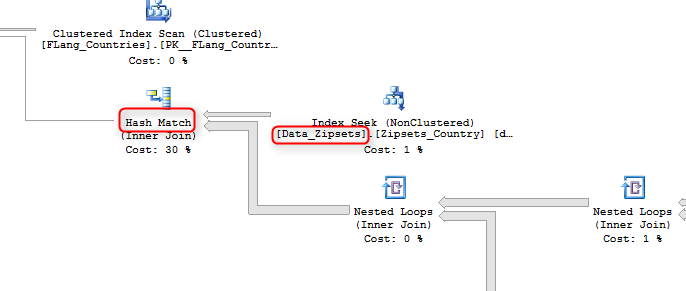 Clustered Index Scan (Clustered)
[FLang_Countries].[PK__FLang_Countr…
Cost: 0 %
Hash Match
(Inner Join)
Cost: 30 %
Index Seek (NonClustered)
[Data_Zipsets].[Zipsets_Country] [d…
Cost: 1 %
Nested Loops
(Inner Join)
Cost: 0 %
Nested Loops
(Inner Join)
Cost: 1 %